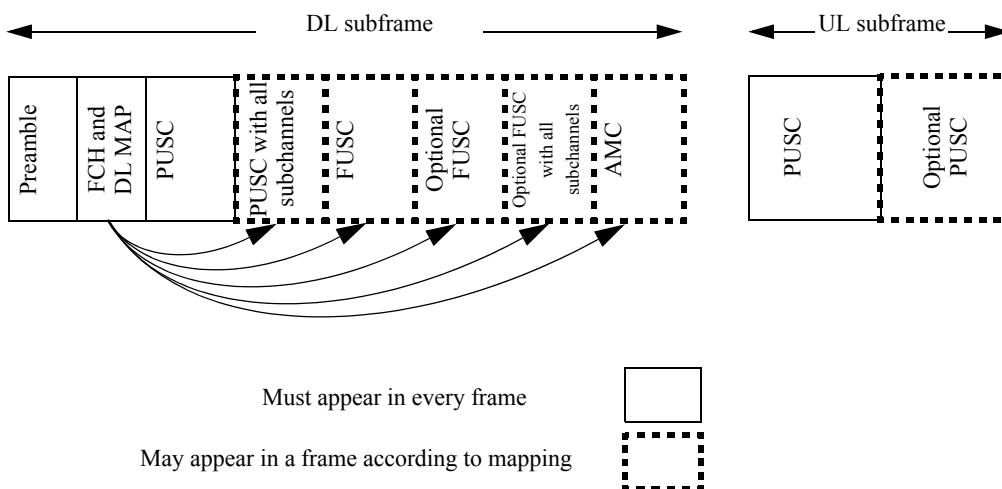 DL subframe
UL subframe
Preamble
FCH and
DL MAP
PUSC
PUSC with all
subchannels
FUSC
Optional
FUSC
Optional FUSC
with all
subchannels
AMC
PUSC
Optional
PUSC
Must appear in every frame
May appear in a frame according to mapping